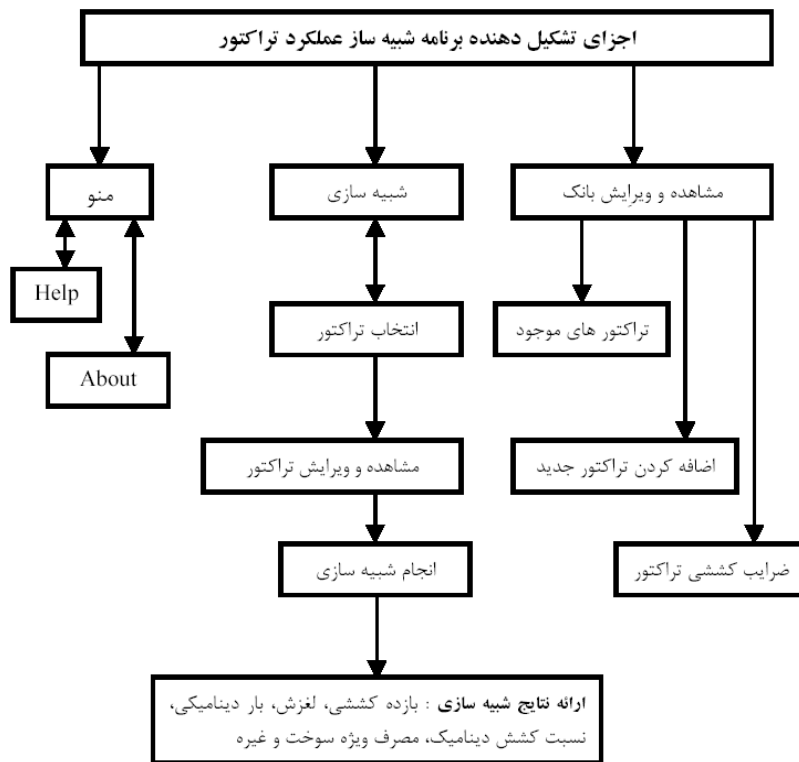 اجزای تشکیل دهنده برنامه شبیه ساز عملکرد تراکتور
مشاهده و ویرایش بانک
شبیه سازی
منو
Help
تراکتور های موجود
انتخاب تراکتور
About
اضافه کردن تراکتور جدید
مشاهده و ویرایش تراکتور
ضرایب کششی تراکتور
انجام شبیه سازی
ارائه نتایج شبیه سازی : بازده کششی، لغزش، بار دینامیکی،
نسبت کشش دینامیک، مصرف ویژه سوخت و غیره